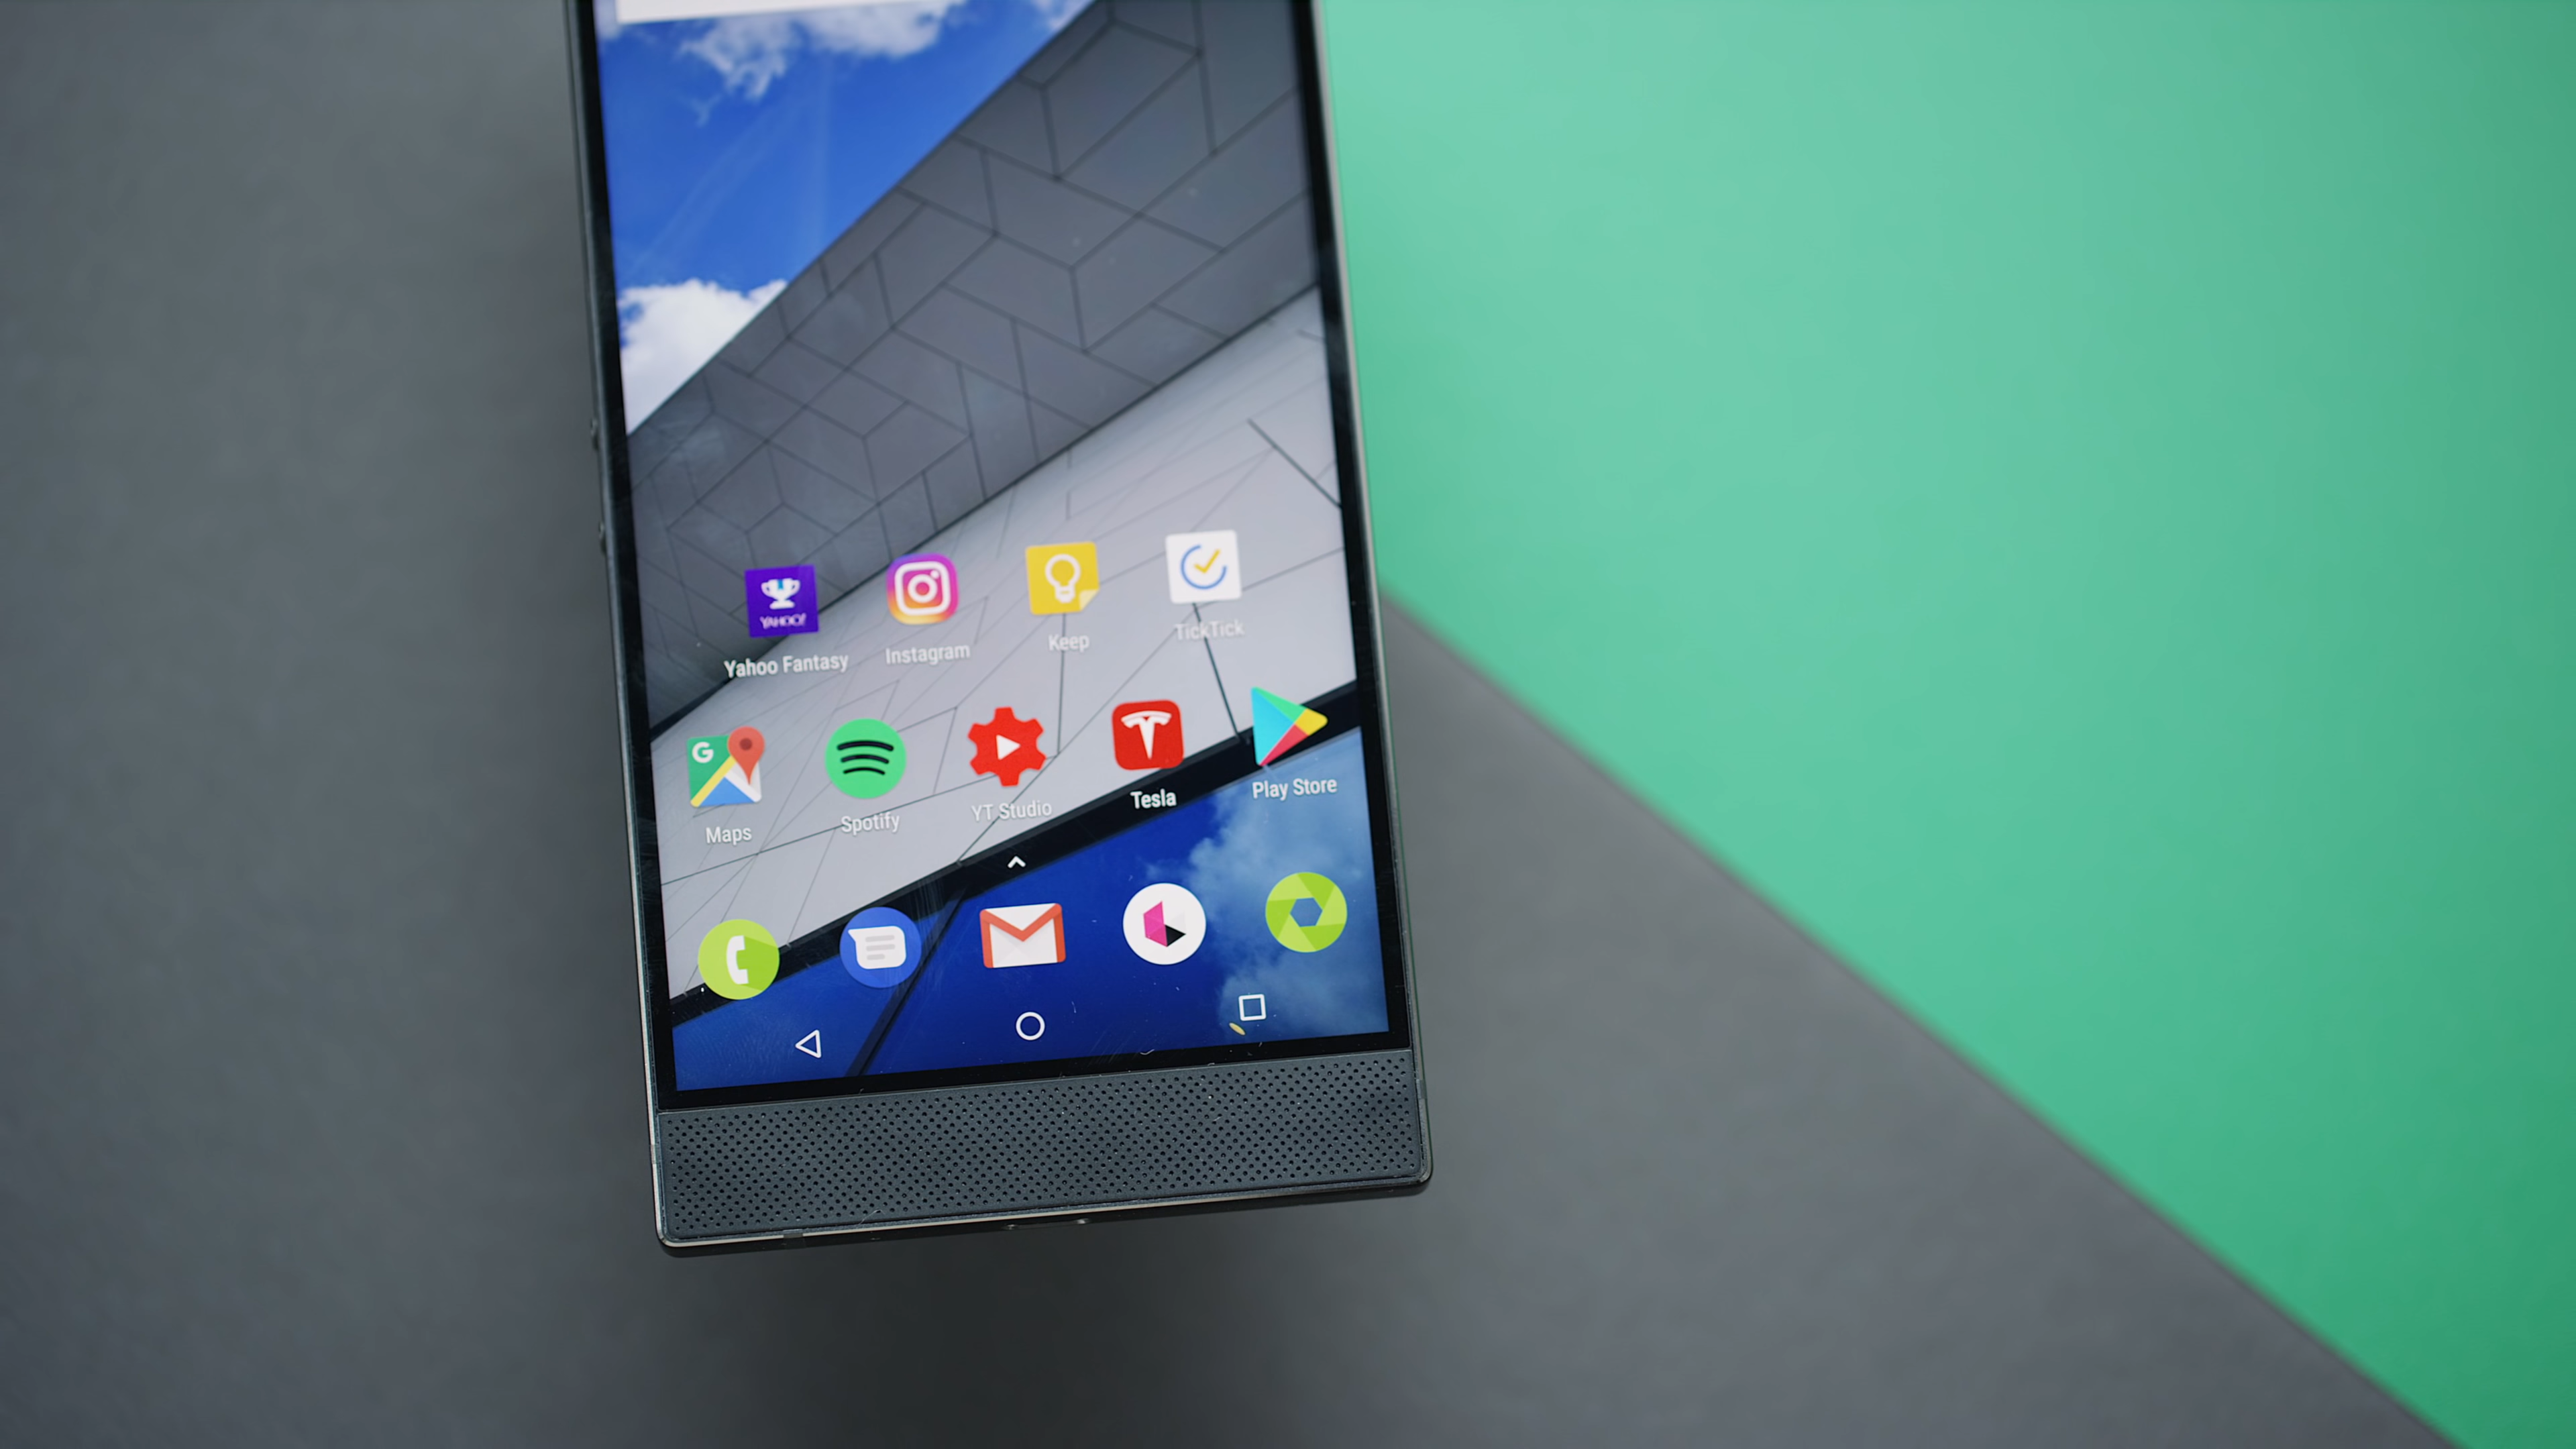 YAHOO!
Yahoo Fantasy
Instagram
Keep
TickTick
G
Maps
Spotify
YT Studio
Tesla
Play Store